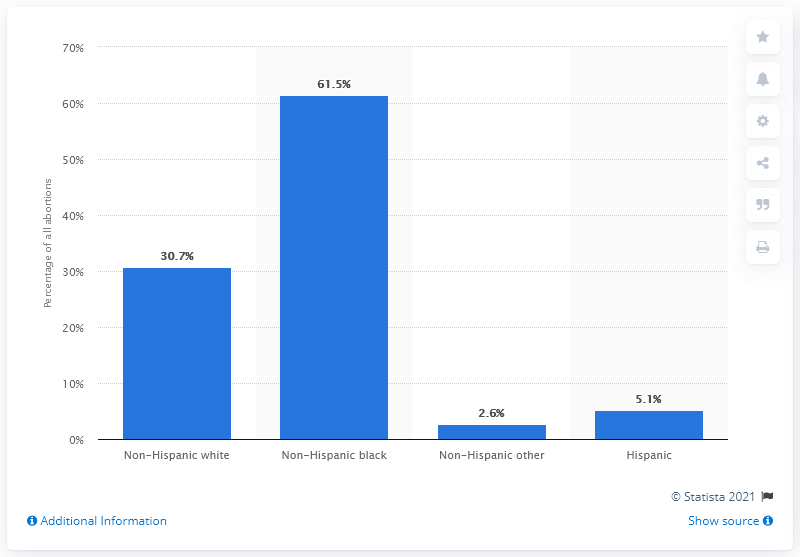 70%
60%
50%
40%
30%
20%
10%
0%
Percentage of all abortions
30.7%
61.5%
2.6%
5.1%
Non-Hispanic white
Non-Hispanic black
Non-Hispanic other
Hispanic
© Statista 2021
Additional Information
Show source